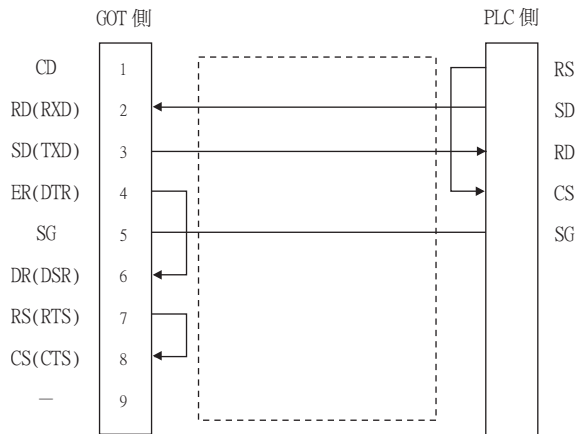 GOT 側 PLC 側
CD 1 RS
RD(RXD) 2 SD
SD(TXD) 3 RD
ER(DTR) 4 CS
SG 5 SG
DR(DSR) 6
RS(RTS) 7
CS(CTS) 8
— 9